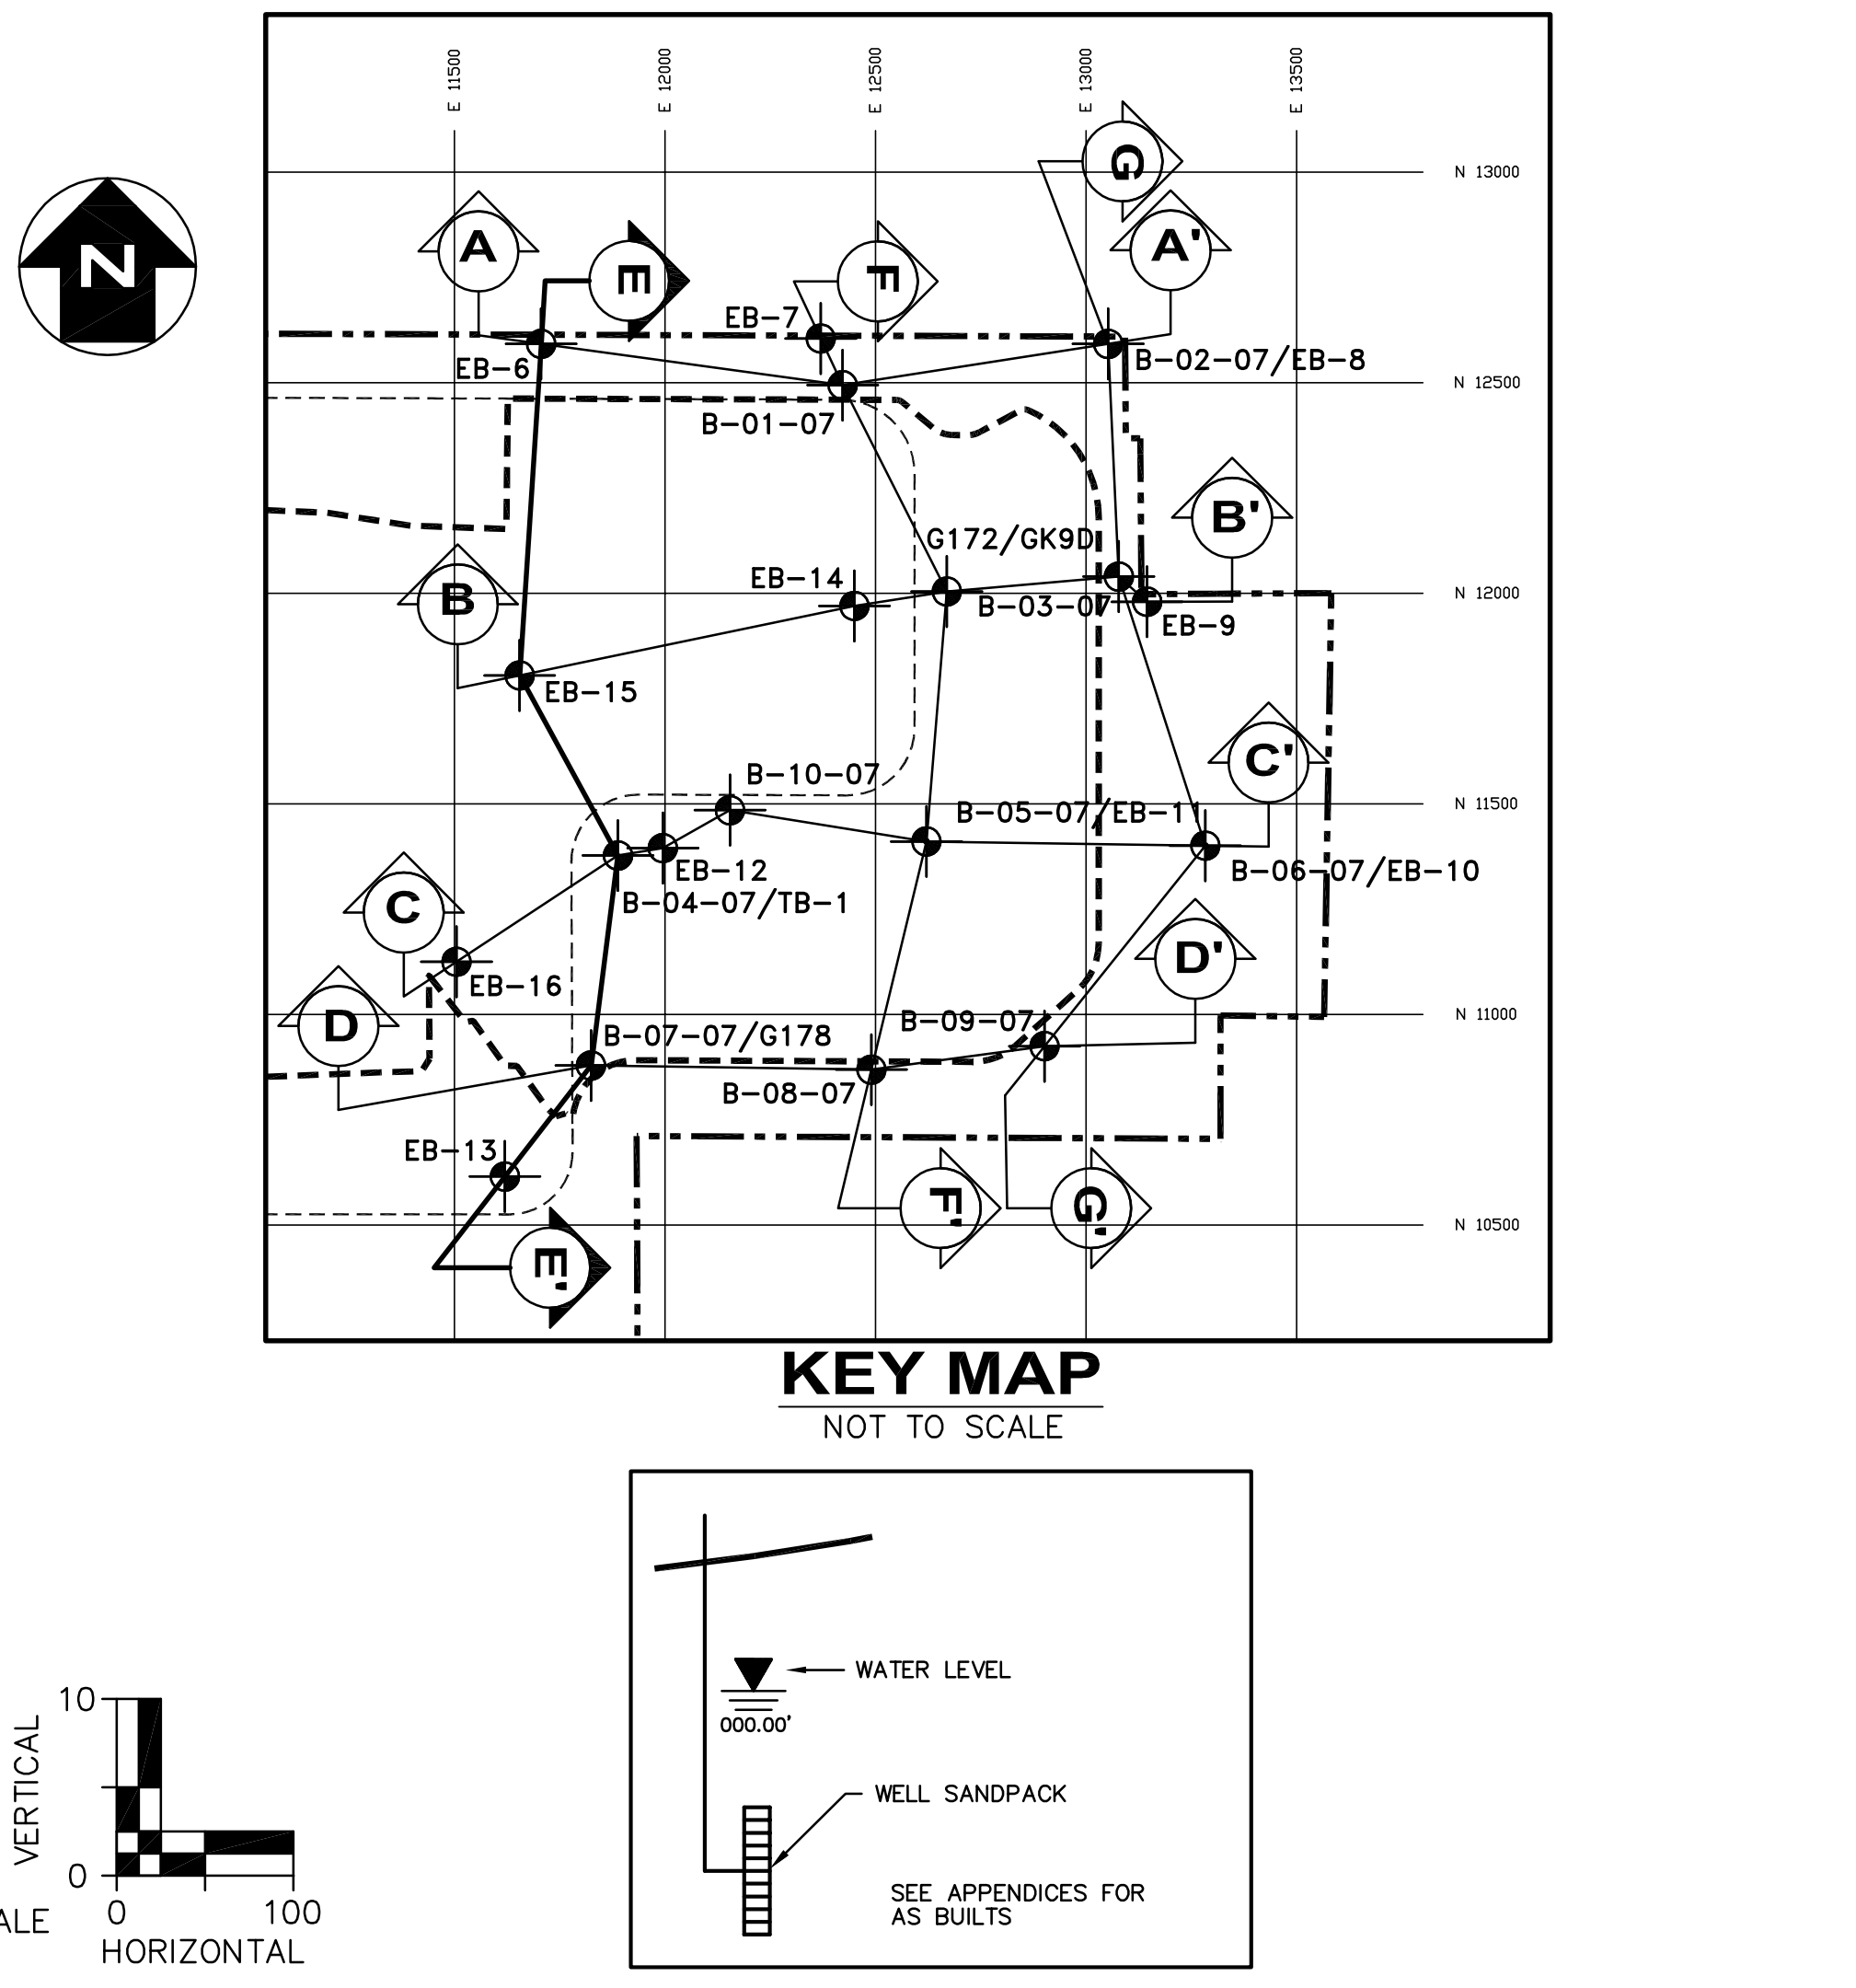 E 11500
E 12000
E 12500
E 13000
E 13500
G
N 13000
A
E
F
A'
N
EB-7
EB-6
B-02-07/EB-8
N 12500
B-01-07
B'
G172/GK9D
EB-14
N 12000
B
B-03-07
EB-9
EB-15
C'
B-10-07
N 11500
B-05-07/EB-11
EB-12
B-06-07/EB-10
C
B-04-07/TB-1
D'
EB-16
D
B-09-07
N 11000
B-07-07/G178
B-08-07
EB-13
F'
G'
N 10500
E'
KEY MAP
NOT TO SCALE
WATER LEVEL
000.00'
WELL SANDPACK
SEE APPENDICES FOR
AS BUILTS
10
VERTICAL
0
0
100
ALE
HORIZONTAL